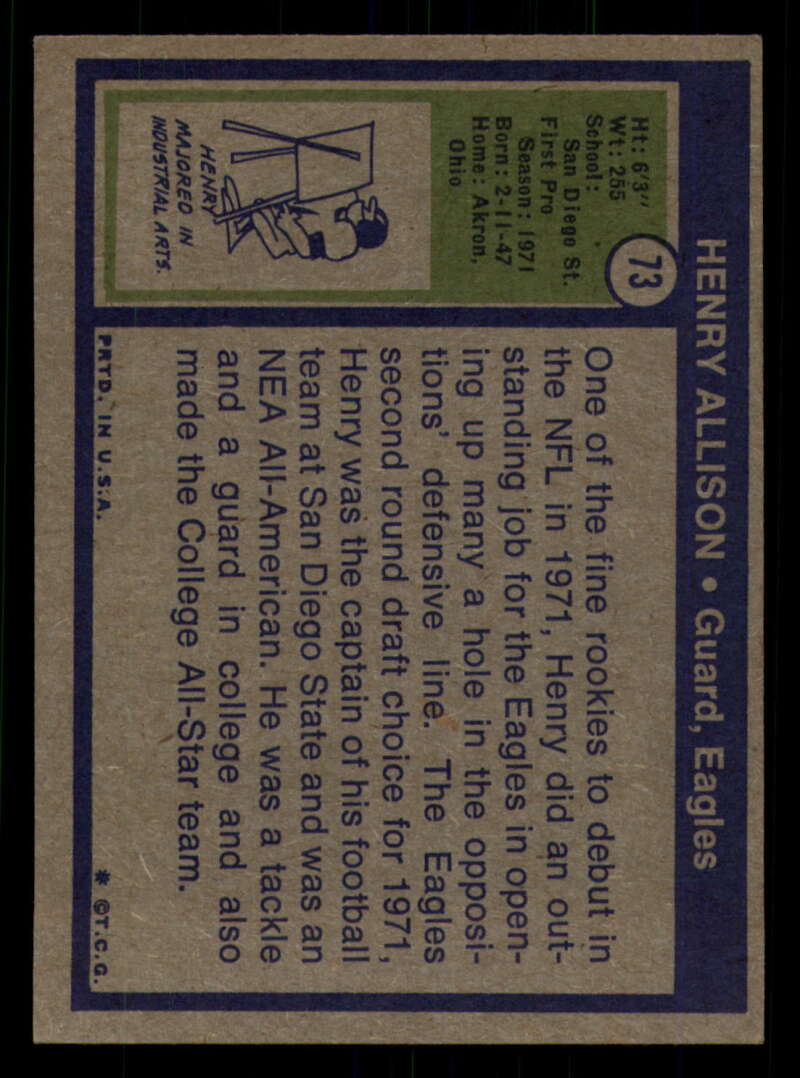 HENRY ALLISON • Guard, Eagles
73
Ht: 6'3"
Wt: 255
School:
San Diego St.
First Pro
Season: 1971
Born: 2-11-47
Home: Akron,
Ohio
HENRY
MAJORED IN
INDUSTRIAL ARTS.
One of the fine rookies to debut in
the NFL in 1971, Henry did an out-
standing job for the Eagles in open-
ing up many a hole in the opposi-
tions' defensive line. The Eagles
second round draft choice for 1971,
Henry was the captain of his football
team at San Diego State and was an
NEA All-American. He was a tackle
and a guard in college and also
made the College All-Star team.
PRTD. IN U.S.A.
* ©T.C.G.